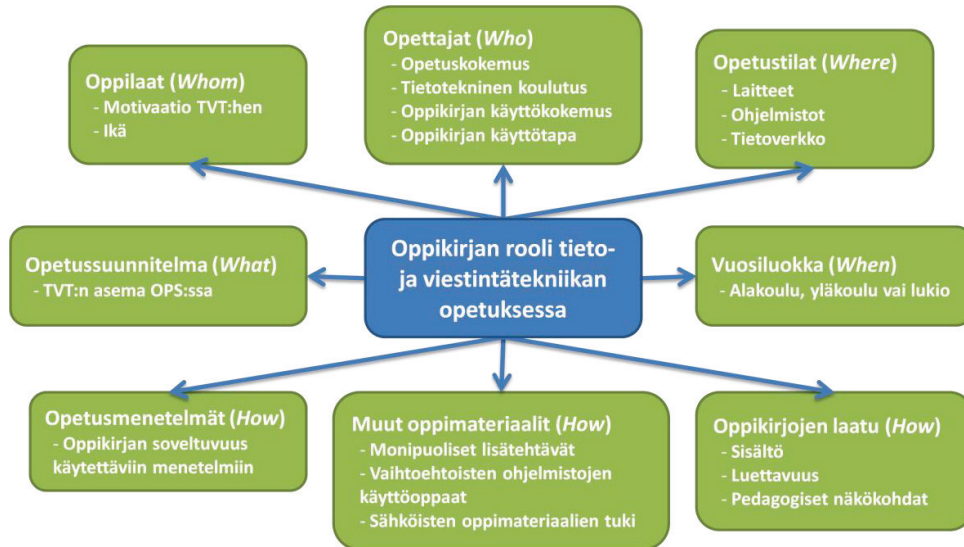 Oppilaat (Whom)
- Motivaatio TVT:hen
- Ikä
Opettajat (Who)
- Opetuskokemus
- Tietotekninen koulutus
- Oppikirjan käyttökokemus
- Oppikirjan käyttötapa
Opetustilat (Where)
- Laitteet
- Ohjelmistot
- Tietoverkko
Opetussuunnitelma (What)
- TVT:n asema OPS:ssa
Oppikirjan rooli tieto-
ja viestintätekniikan
opetuksessa
Vuosiluokka (When)
- Alakoulu, yläkoulu vai lukio
Opetusmenetelmät (How)
- Oppikirjan soveltuvuus
käytettäviin menetelmiin
Muut oppimateriaalit (How)
- Monipuoliset lisätehtävät
- Vaihtoehtoisten ohjelmistojen
käyttöoppaat
- Sähköisten oppimateriaalien tuki
Oppikirjojen laatu (How)
- Sisältö
- Luettavuus
- Pedagogiset näkökohdat